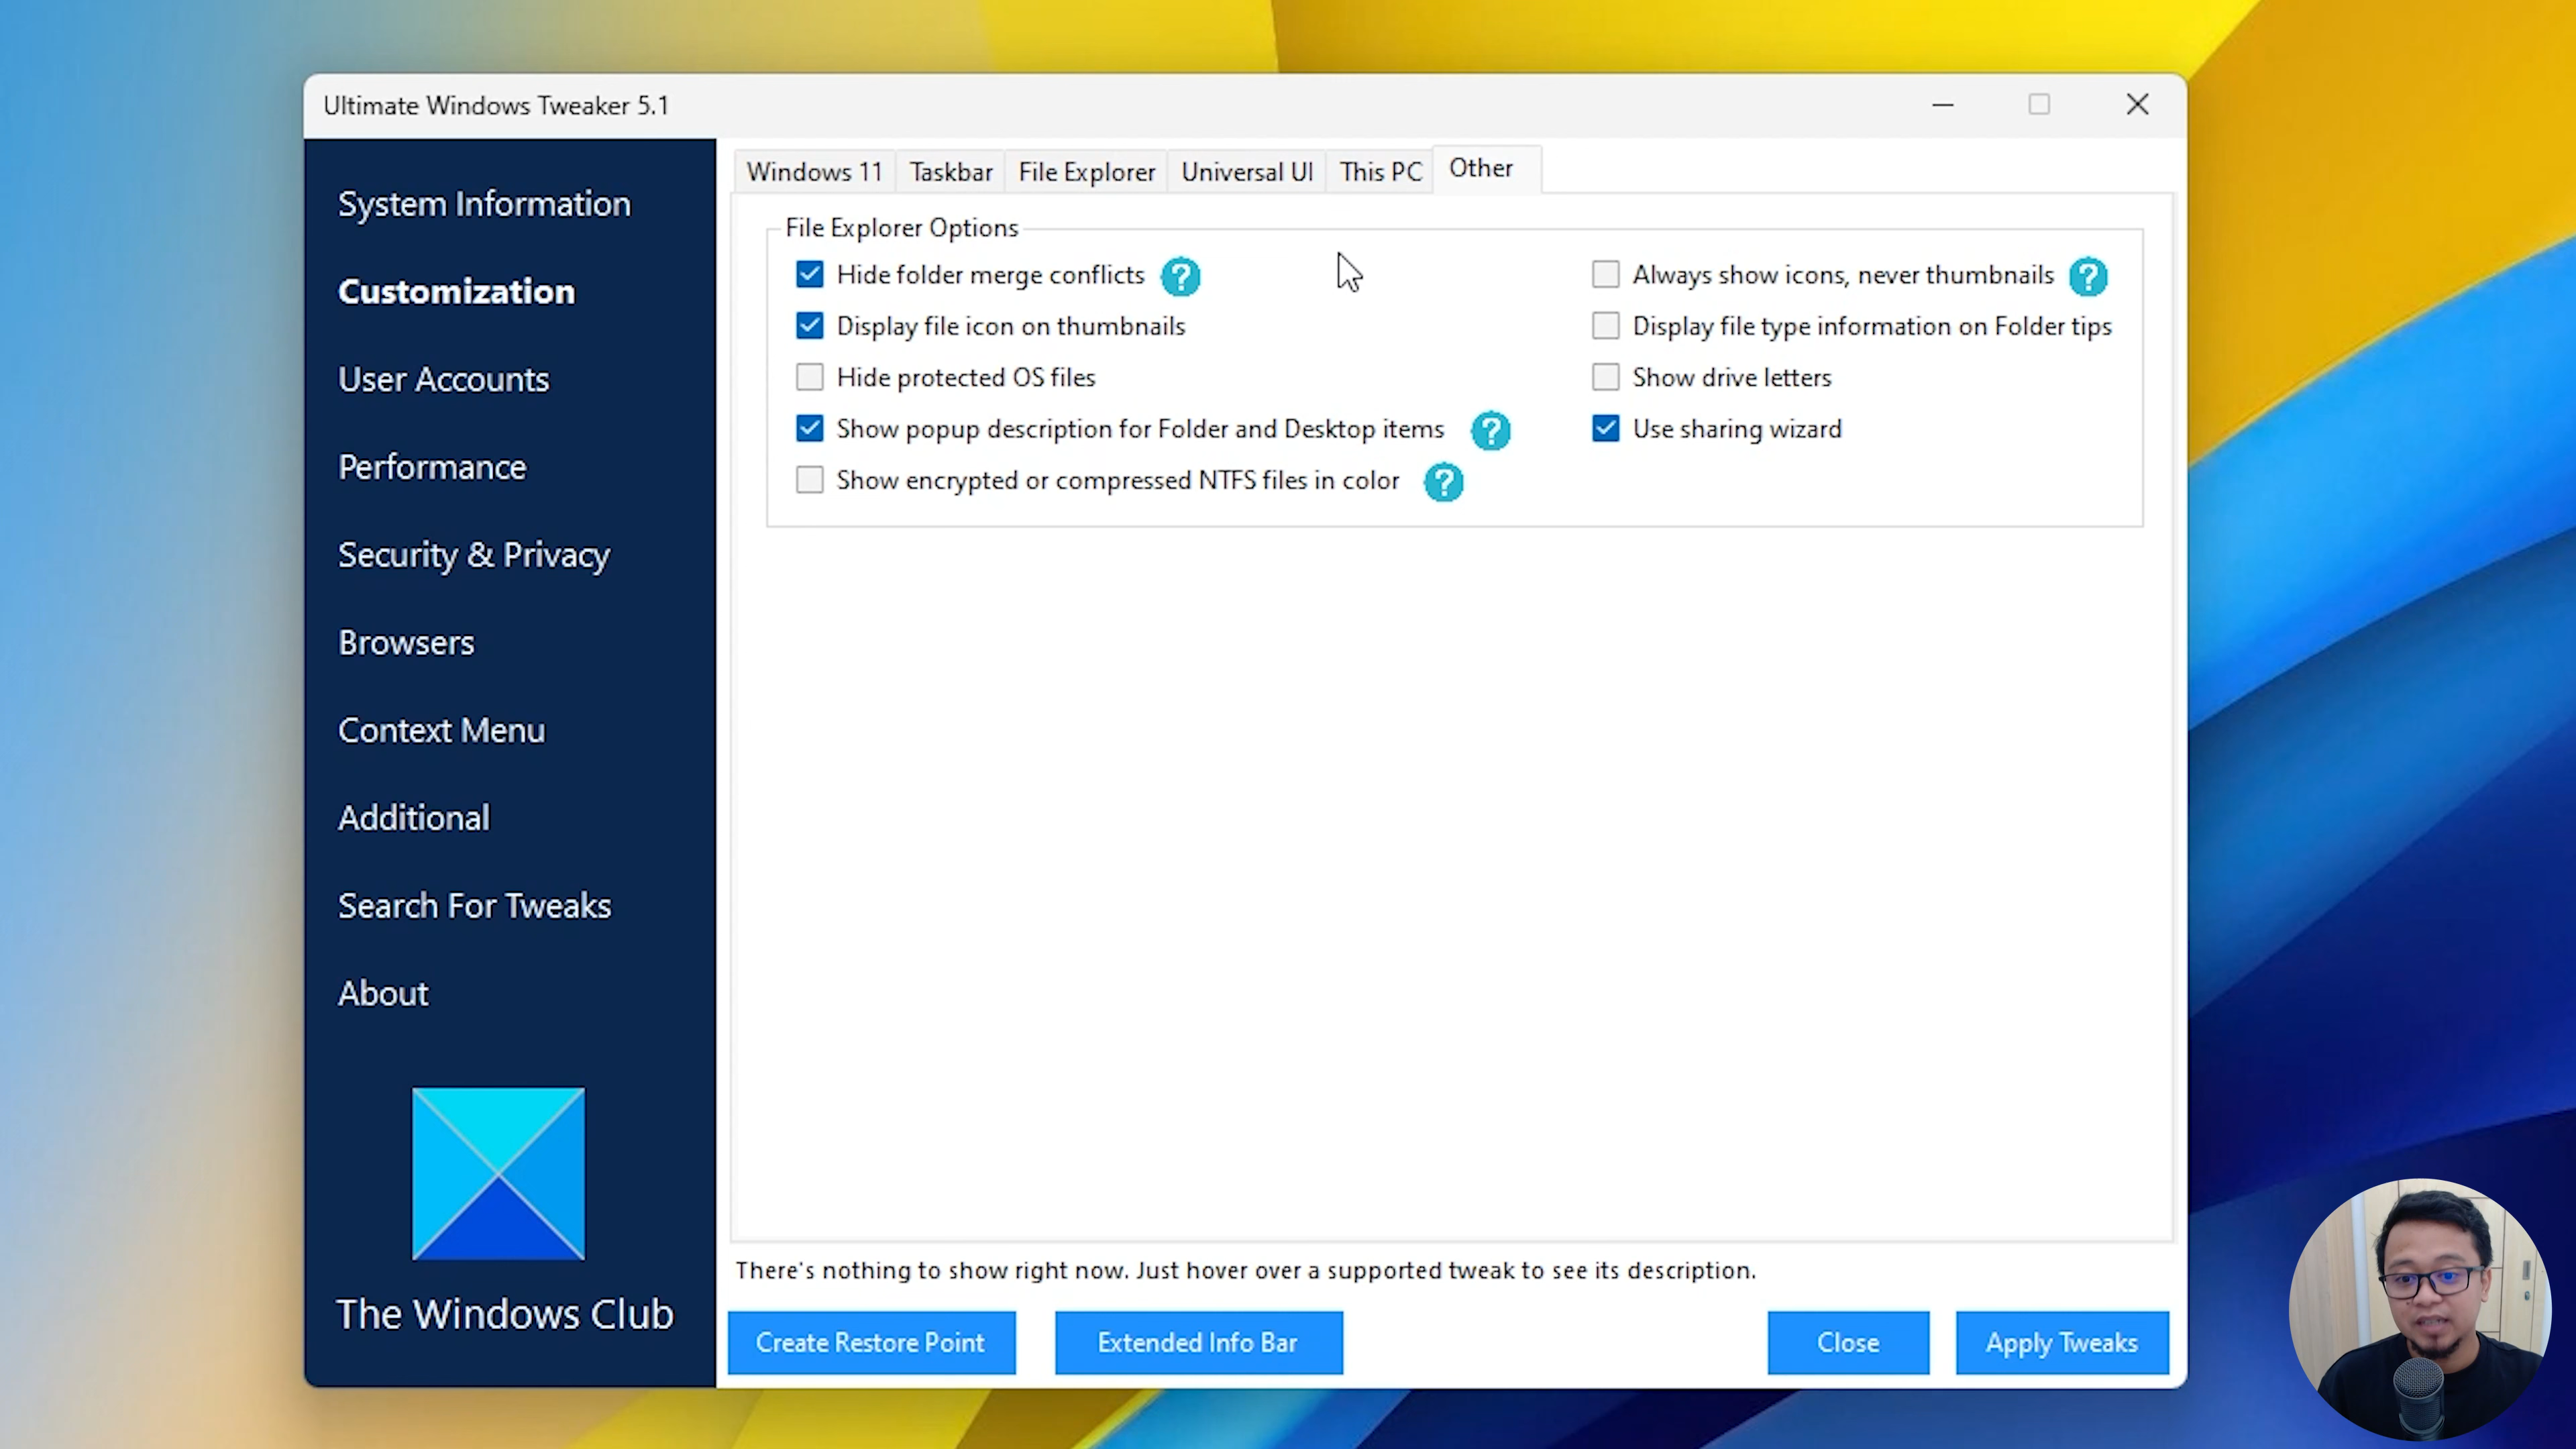 Ultimate Windows Tweaker 5.1
System Information
Customization
User Accounts
Performance
Security & Privacy
Browsers
Context Menu
Additional
Search For Tweaks
About
The Windows Club
Windows 11
Taskbar
File Explorer
Universal UI
This PC
Other
File Explorer Options
Hide folder merge conflicts
Display file icon on thumbnails
Hide protected OS files
Show popup description for Folder and Desktop items
Show encrypted or compressed NTFS files in color
Always show icons, never thumbnails
Display file type information on Folder tips
Show drive letters
Use sharing wizard
There's nothing to show right now. Just hover over a supported tweak to see its description.
Create Restore Point
Extended Info Bar
Close
Apply Tweaks